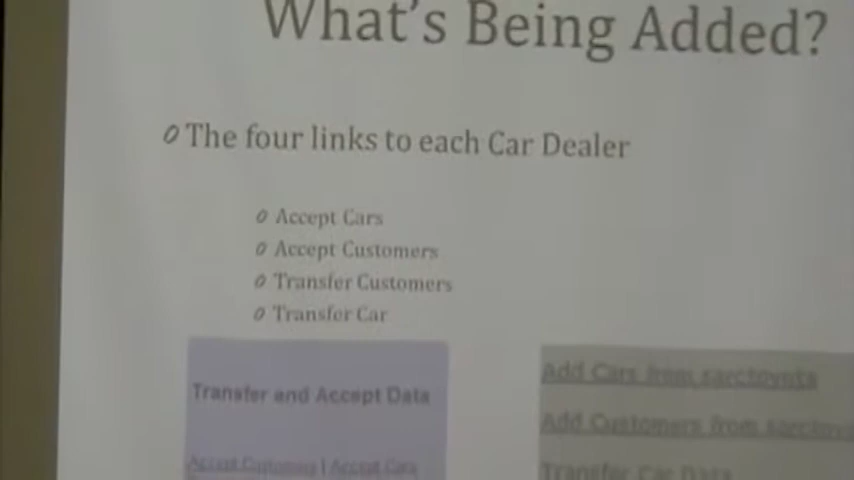 What's Being Added?
The four links to each Car Dealer
Accept Cars
Accept Customers
Transfer Customers
Transfer Car
Transfer and Accept Data
Accept Customers | Accept Cars
Add Cars from sarctoyota
Add Customers from
Transfer Car Data